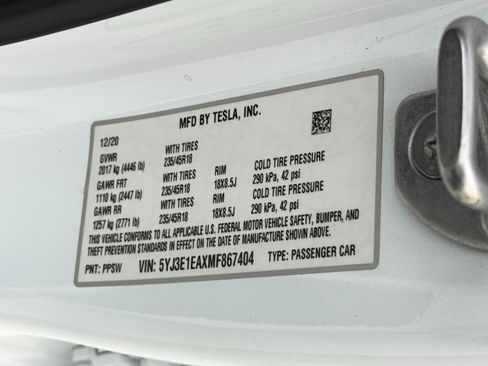 MFD BY TESLA, INC.
12/20
GVWR WITH TIRES
2017 kg (4446 lb) 235/45R18
GAWR FRT WITH TIRES RIM COLD TIRE PRESSURE
1110 kg (2447 lb) 235/45R18 18X8.5J 290 kPa, 42 psi
GAWR RR WITH TIRES RIM COLD TIRE PRESSURE
1257 kg (2771 lb) 235/45R18 18X8.5J 290 kPa, 42 psi
THIS VEHICLE CONFORMS TO ALL APPLICABLE U.S. FEDERAL MOTOR VEHICLE SAFETY, BUMPER, AND
THEFT PREVENTION STANDARDS IN EFFECT ON THE DATE OF MANUFACTURE SHOWN ABOVE.
PNT: PPSW VIN: 5YJ3E1EAXMF867404 TYPE: PASSENGER CAR